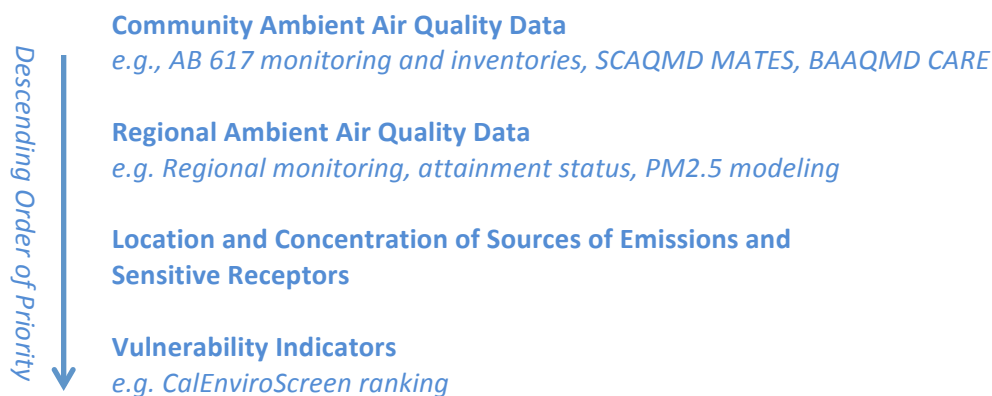 Descending Order of Priority
Community Ambient Air Quality Data
e.g., AB 617 monitoring and inventories, SCAQMD MATES, BAAQMD CARE
Regional Ambient Air Quality Data
e.g. Regional monitoring, attainment status, PM2.5 modeling
Location and Concentration of Sources of Emissions and
Sensitive Receptors
Vulnerability Indicators
e.g. CalEnviroScreen ranking